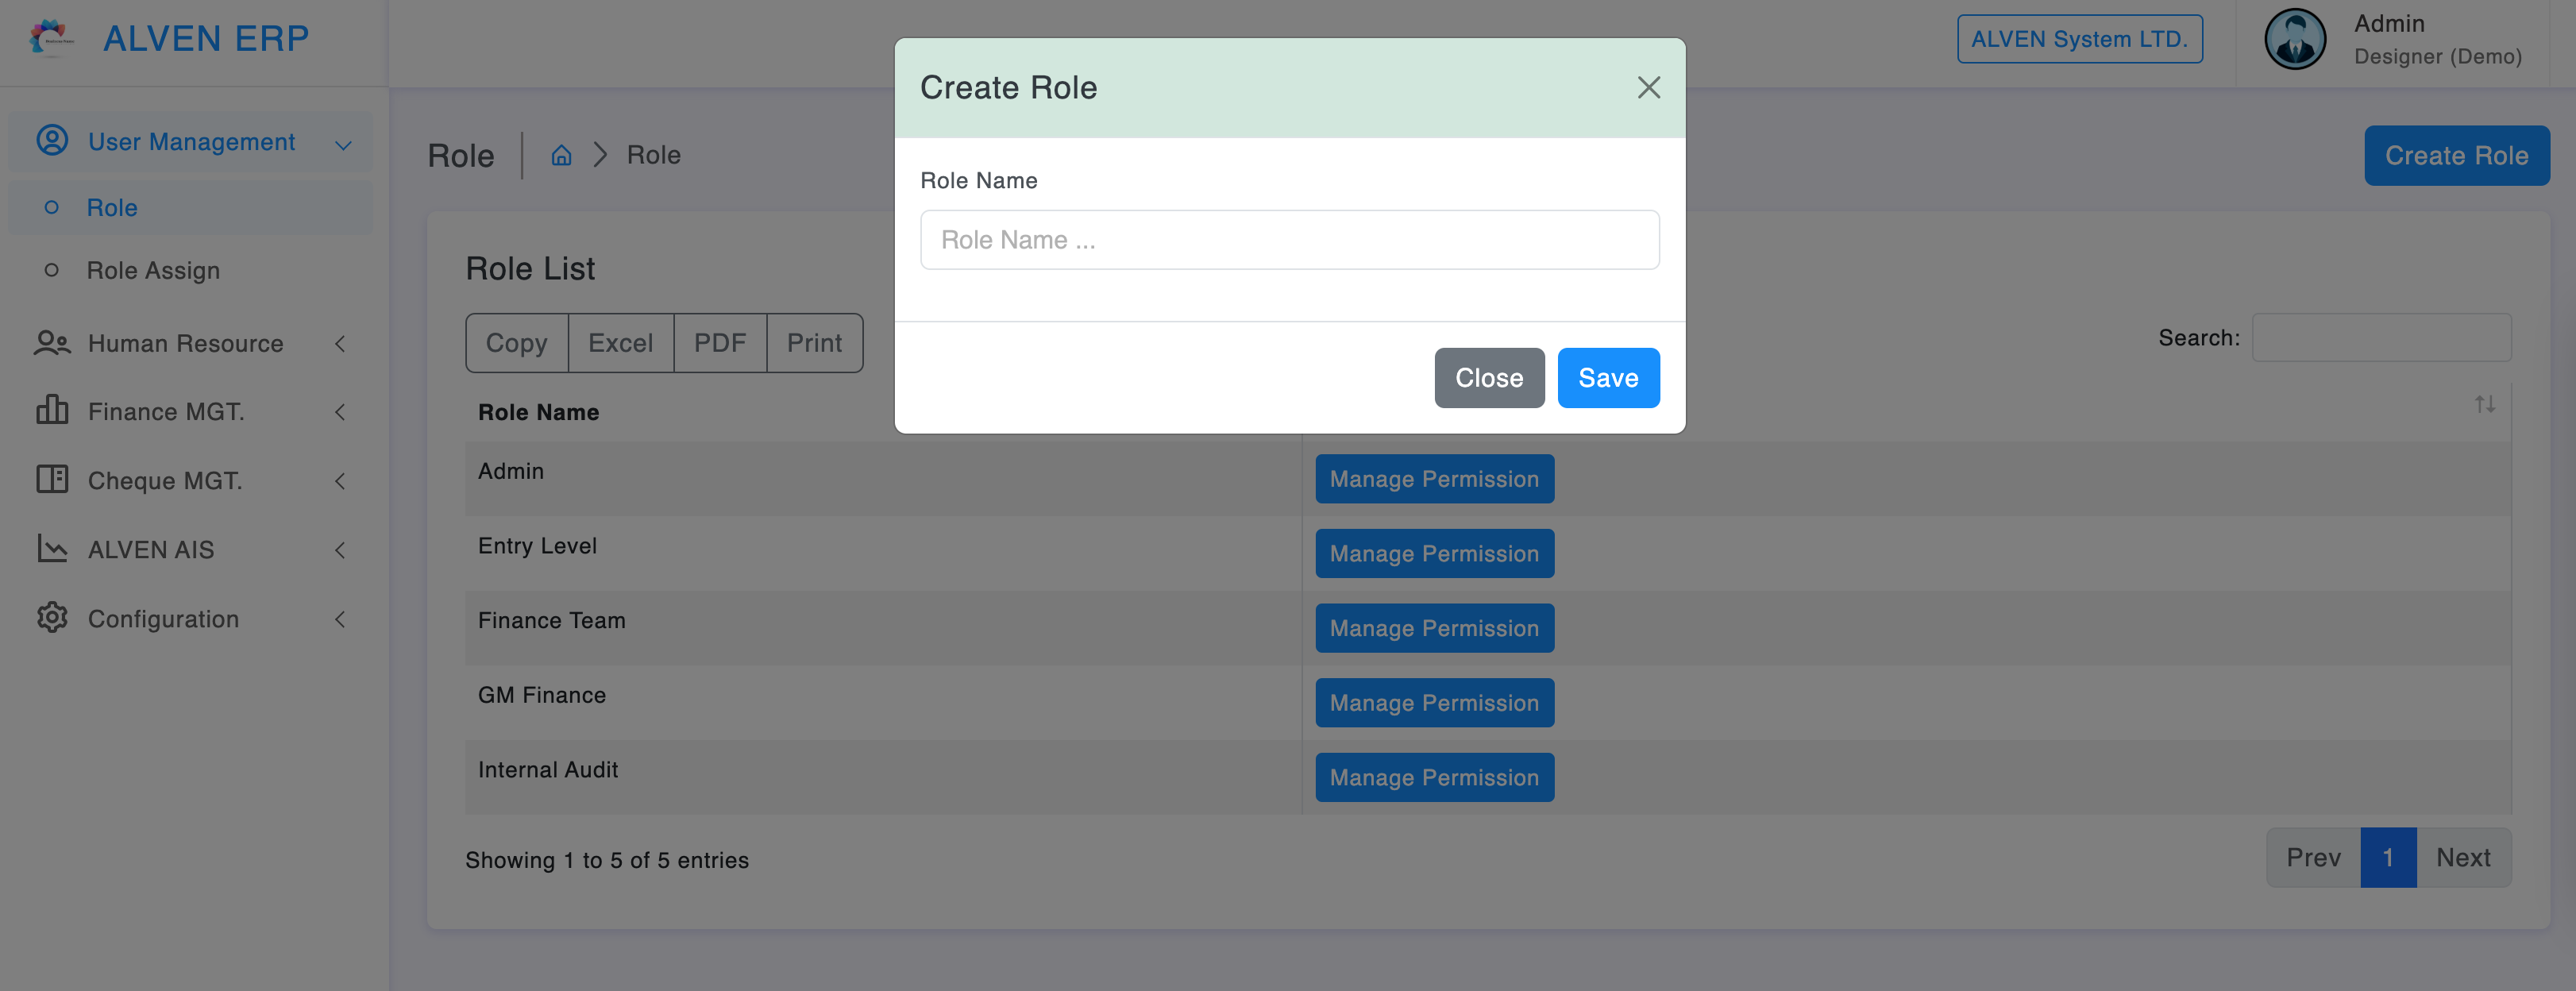 ALVEN ERP
ALVEN System LTD.
Admin
Designer (Demo)
User Management
Role
Role Assign
Human Resource
Finance MGT.
Cheque MGT.
ALVEN AIS
Configuration
Role
Role
Create Role
Create Role
Role Name
Role Name ...
Close
Save
Role List
Copy
Excel
PDF
Print
Search:
Role Name
Admin
Manage Permission
Entry Level
Manage Permission
Finance Team
Manage Permission
GM Finance
Manage Permission
Internal Audit
Manage Permission
Showing 1 to 5 of 5 entries
Prev
1
Next